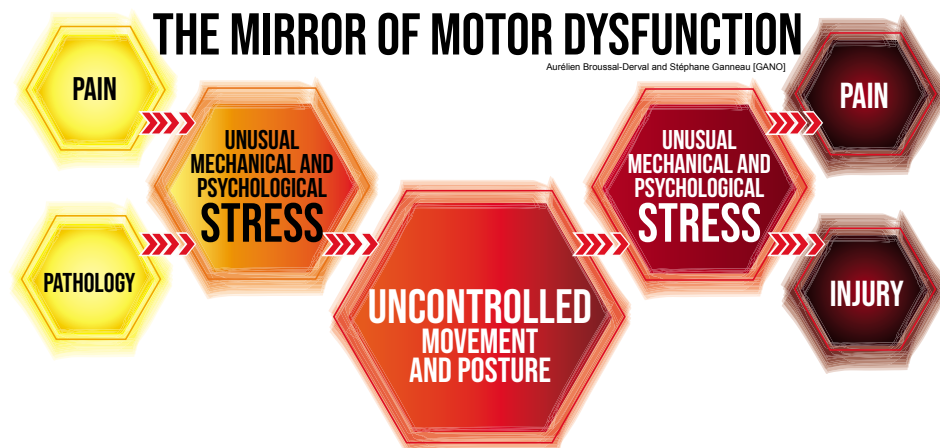 THE MIRROR OF MOTOR DYSFUNCTION
Aurélien Broussal-Derval and Stéphane Ganneau [GANO]
PAIN
PATHOLOGY
UNUSUAL
MECHANICAL AND
PSYCHOLOGICAL
STRESS
UNCONTROLLED
MOVEMENT
AND POSTURE
UNUSUAL
MECHANICAL AND
PSYCHOLOGICAL
STRESS
PAIN
INJURY